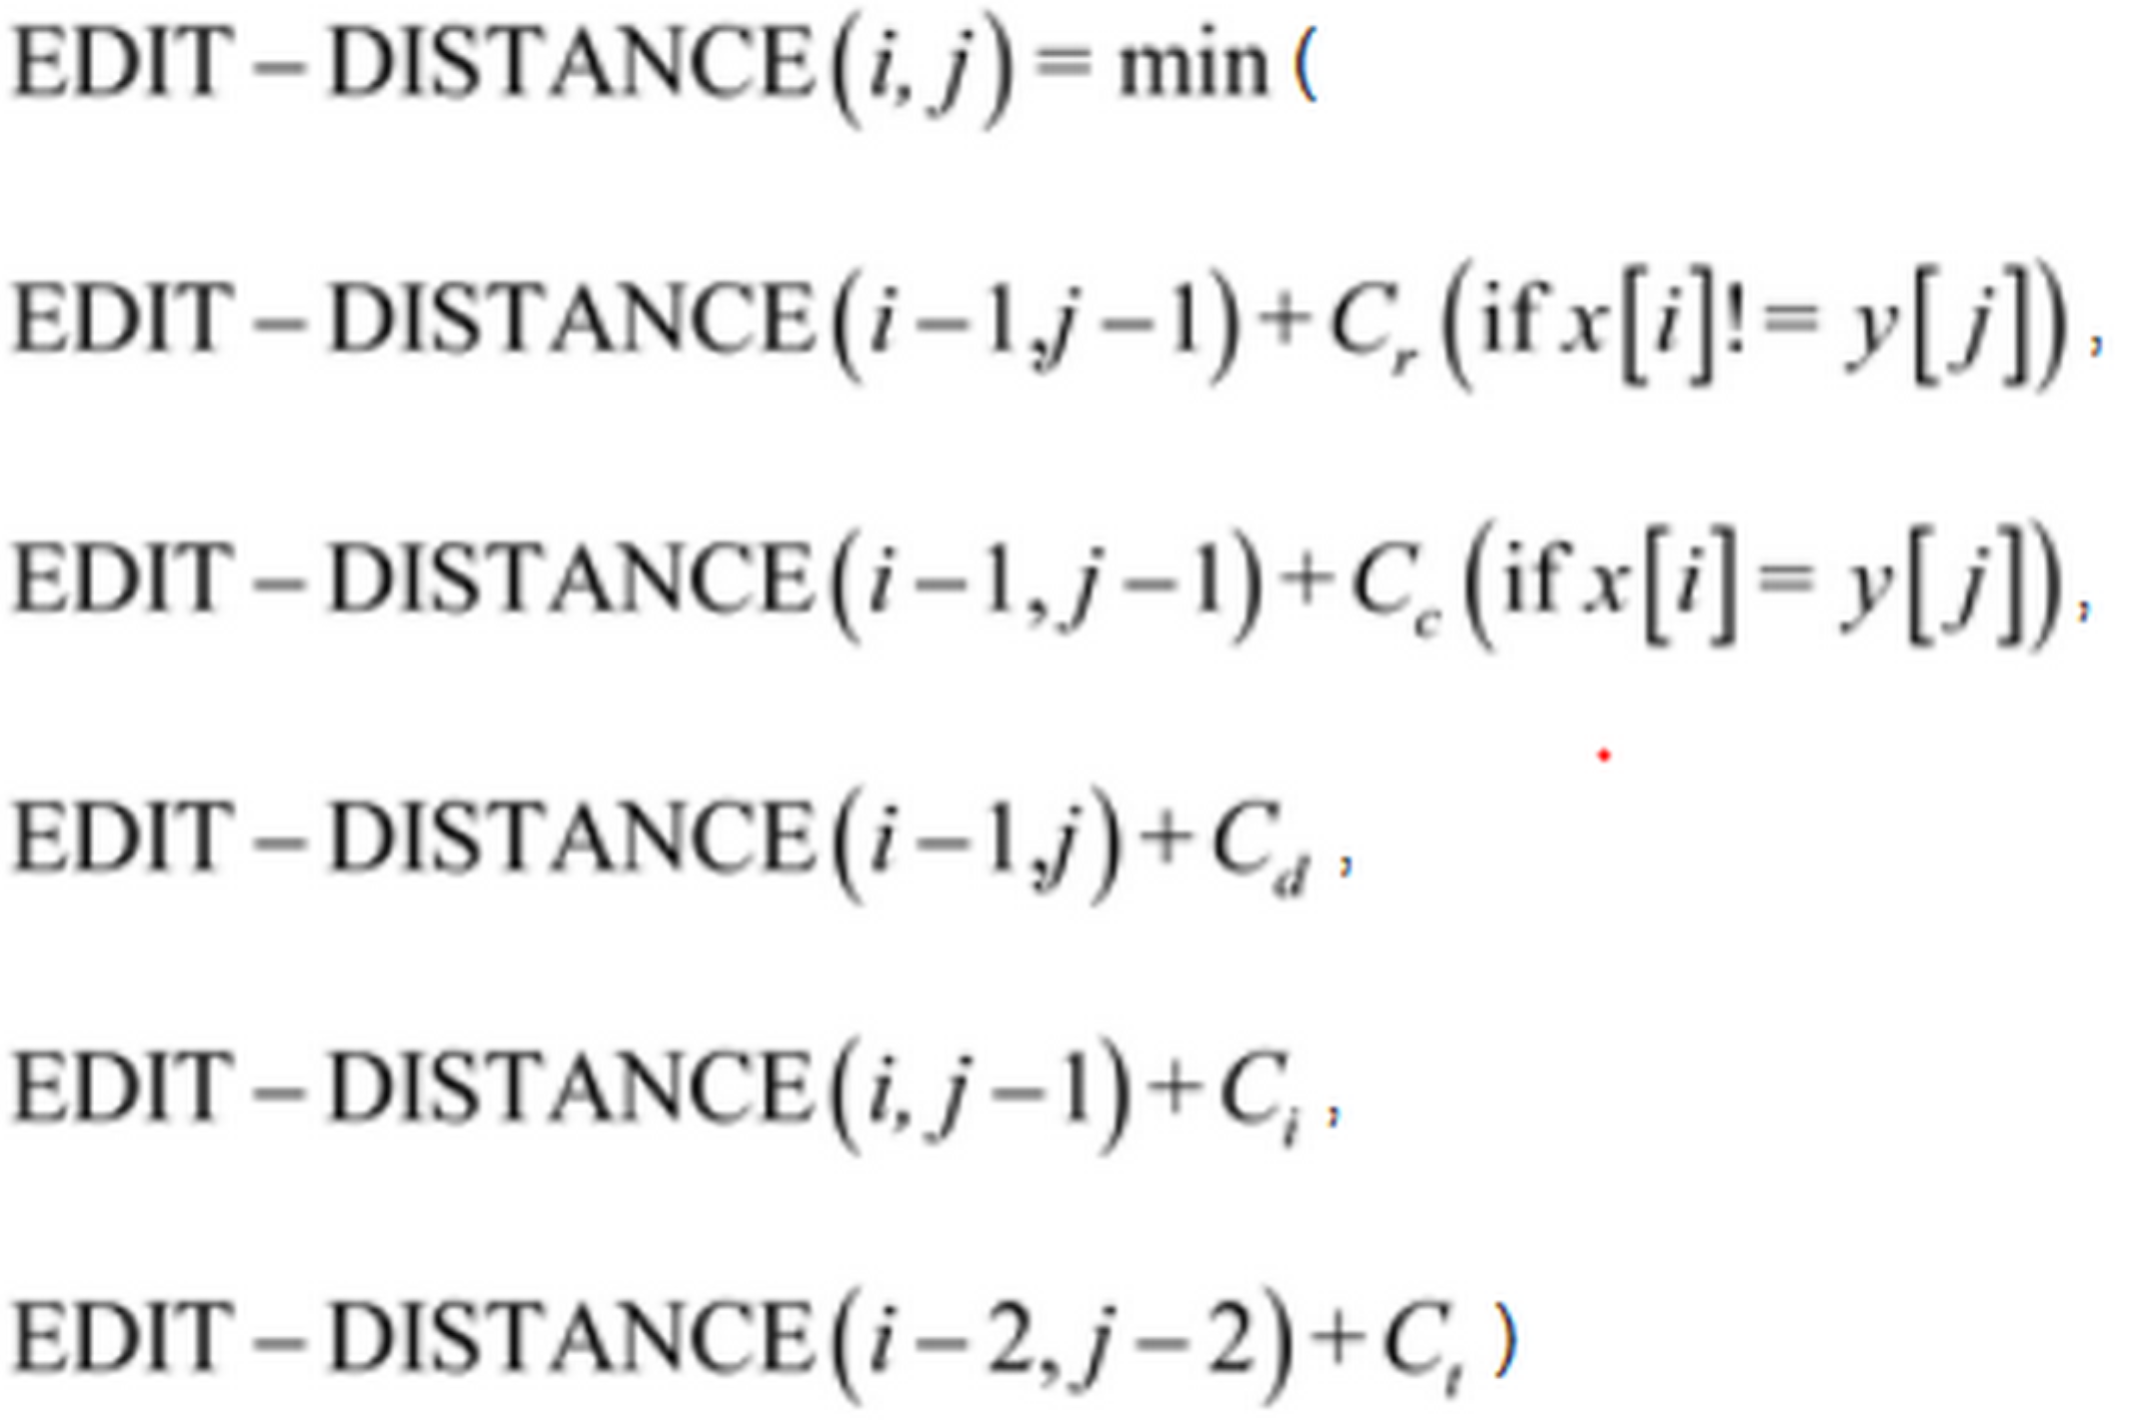 EDIT – DISTANCE(i, j) = min (
EDIT – DISTANCE(i – 1,j – 1) + C_r (if x[i]! = y[j]) ,
EDIT – DISTANCE(i – 1, j – 1) + C_c (if x[i] = y[j]),
EDIT – DISTANCE(i – 1,j) + C_d ,
EDIT – DISTANCE(i, j – 1) + C_i ,
EDIT – DISTANCE(i – 2, j – 2) + C_t )